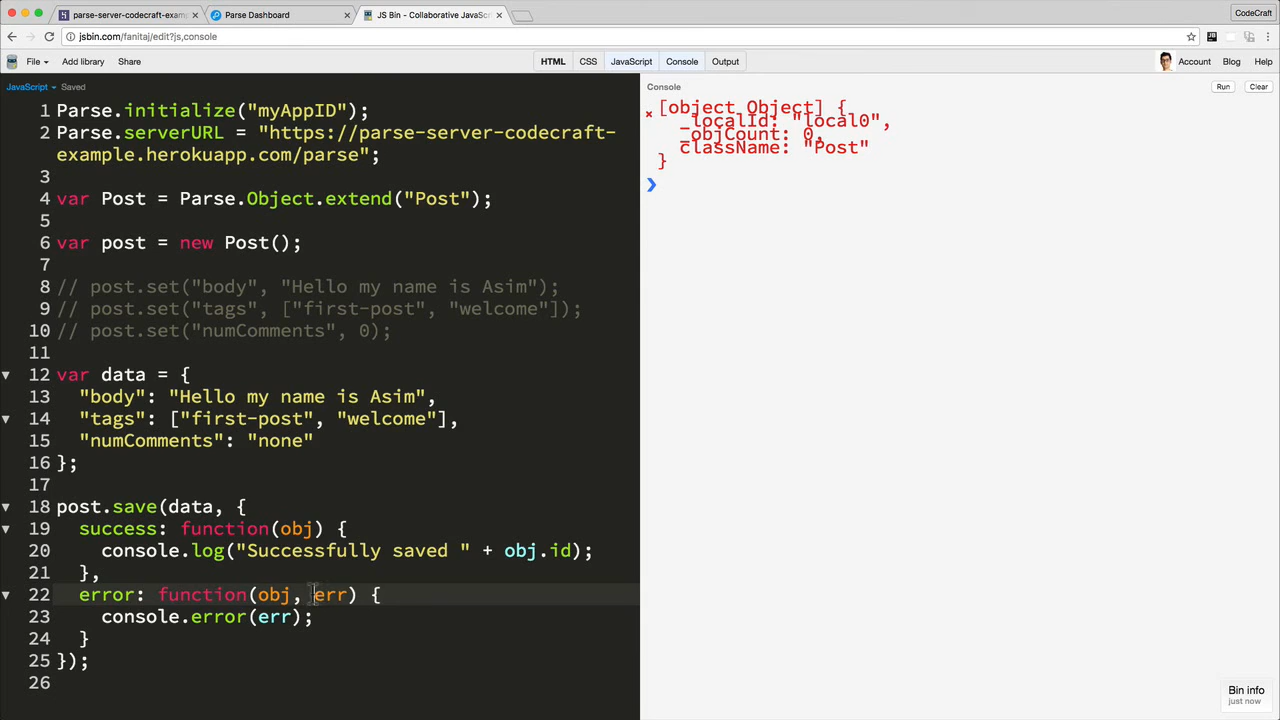 parse-server-codecraft-exam
Parse Dashboard
JS Bin - Collaborative JavaSc
CodeCraft
jsbin.com/fanitaj/edit?js,console
File
Add library
Share
HTML
CSS
JavaScript
Console
Output
Account
Blog
Help
JavaScript
Saved
Console
Run
Clear
1 Parse.initialize("myAppID");
2 Parse.serverURL = "https://parse-server-codecraft-
example.herokuapp.com/parse";
3
4 var Post = Parse.Object.extend("Post");
5
6 var post = new Post();
7
8 // post.set("body", "Hello my name is Asim");
9 // post.set("tags", ["first-post", "welcome"]);
10 // post.set("numComments", 0);
11
12 var data = {
13 "body": "Hello my name is Asim",
14 "tags": ["first-post", "welcome"],
15 "numComments": "none"
16 };
17
18 post.save(data, {
19 success: function(obj) {
20 console.log("Successfully saved " + obj.id);
21 },
22 error: function(obj, err) {
23 console.error(err);
24 }
25 });
26
[object Object] {
_localId: "local0",
_objCount: 0,
className: "Post"
}
Bin info
just now